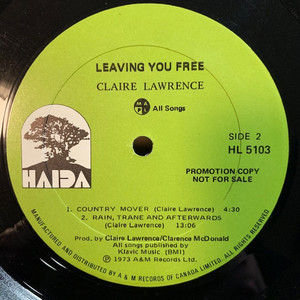 LEAVING YOU FREE
CLAIRE LAWRENCE
MAPL All Songs
SIDE 2
HL 5103
HAIDA
PROMOTION COPY
NOT FOR SALE
1. COUNTRY MOVER (Claire Lawrence) 4:30
2. RAIN, TRANE AND AFTERWARDS
(Claire Lawrence) 13:06
Prod. by Claire Lawrence/Clarence McDonald
All songs published by
Klavic Music (BMI)
℗ 1973 A&M Records
MANUFACTURED AND DISTRIBUTED BY A & M RECORDS OF CANADA LIMITED. ALL RIGHTS RESERVED.